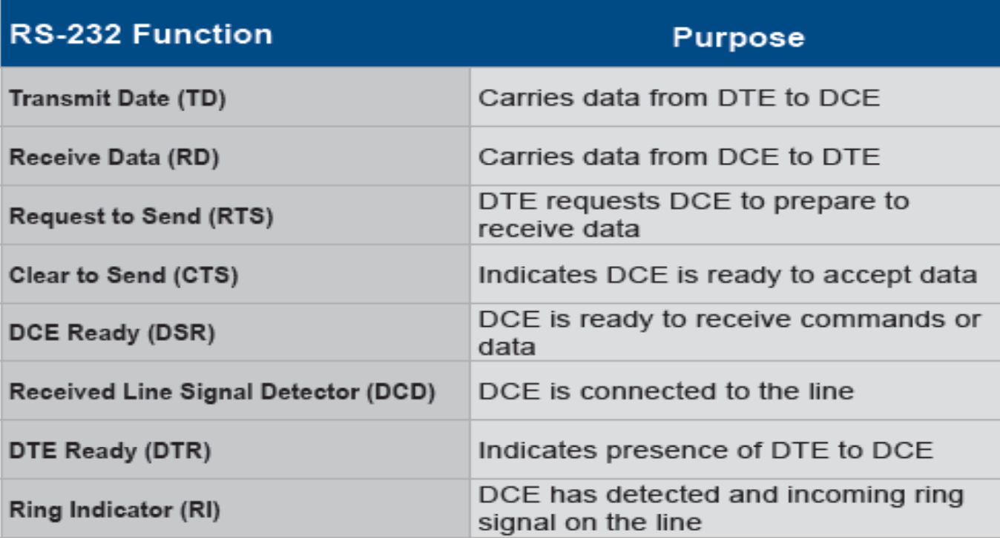 RS-232 Function Purpose
Transmit Date (TD) Carries data from DTE to DCE
Receive Data (RD) Carries data from DCE to DTE
Request to Send (RTS) DTE requests DCE to prepare to
receive data
Clear to Send (CTS) Indicates DCE is ready to accept data
DCE Ready (DSR) DCE is ready to receive commands or
data
Received Line Signal Detector (DCD) DCE is connected to the line
DTE Ready (DTR) Indicates presence of DTE to DCE
Ring Indicator (RI) DCE has detected and incoming ring
signal on the line